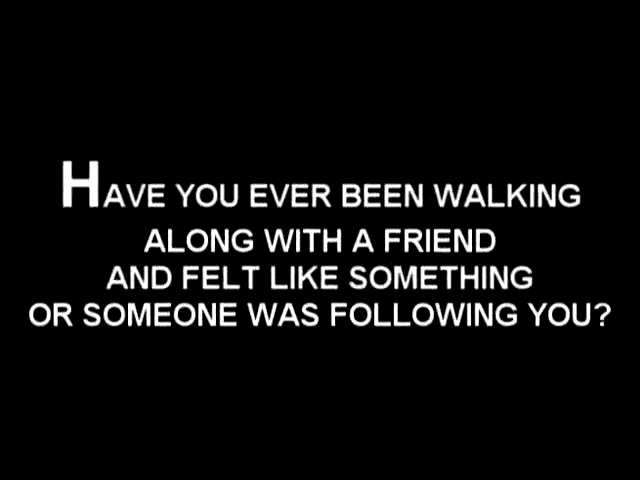 HAVE YOU EVER BEEN WALKING
ALONG WITH A FRIEND
AND FELT LIKE SOMETHING
OR SOMEONE WAS FOLLOWING YOU?